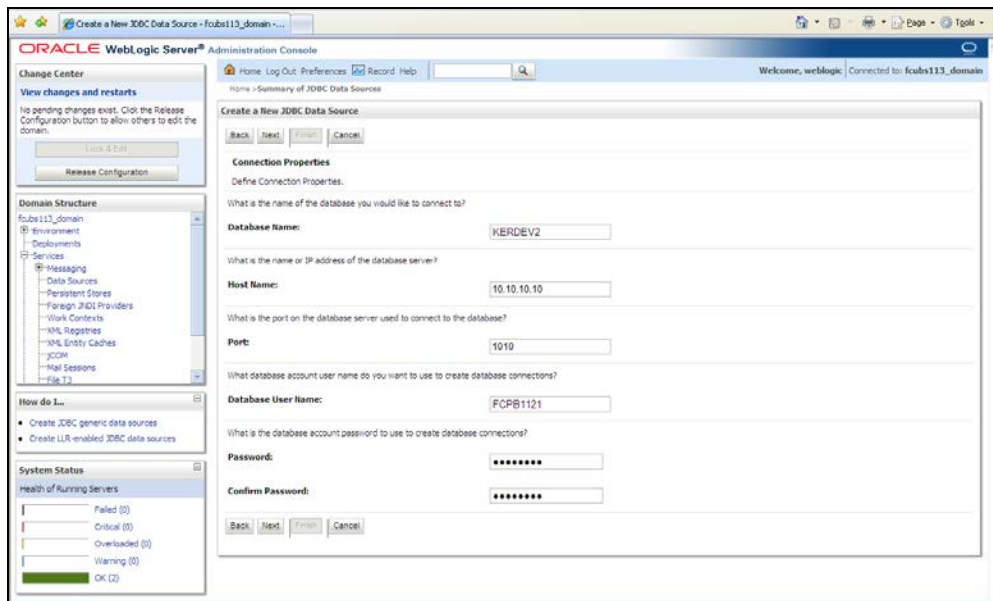 Create a New JDBC Data Source - fcubs113_domain -...
Page
Tools
ORACLE WebLogic Server® Administration Console
Change Center
View changes and restarts
No pending changes exist. Click the Release
Configuration button to allow others to edit the
domain.
Lock & Edit
Release Configuration
Domain Structure
fcubs113_domain
Environment
Deployments
Services
Messaging
Data Sources
Persistent Stores
Foreign JNDI Providers
Work Contexts
XML Registries
XML Entity Caches
jCOM
Mail Sessions
File T3
How do I...
Create JDBC generic data sources
Create LLR-enabled JDBC data sources
System Status
Health of Running Servers
Failed (0)
Critical (0)
Overloaded (0)
Warning (0)
OK (2)
Home Log Out Preferences Record Help
Welcome, weblogic Connected to: fcubs113_domain
Home >Summary of JDBC Data Sources
Create a New JDBC Data Source
Back Next Finish Cancel
Connection Properties
Define Connection Properties.
What is the name of the database you would like to connect to?
Database Name: KERDEV2
What is the name or IP address of the database server?
Host Name: 10.10.10.10
What is the port on the database server used to connect to the database?
Port: 1010
What database account user name do you want to use to create database connections?
Database User Name: FCPB1121
What is the database account password to use to create database connections?
Password: ●●●●●●●●
Confirm Password: ●●●●●●●●
Back Next Finish Cancel